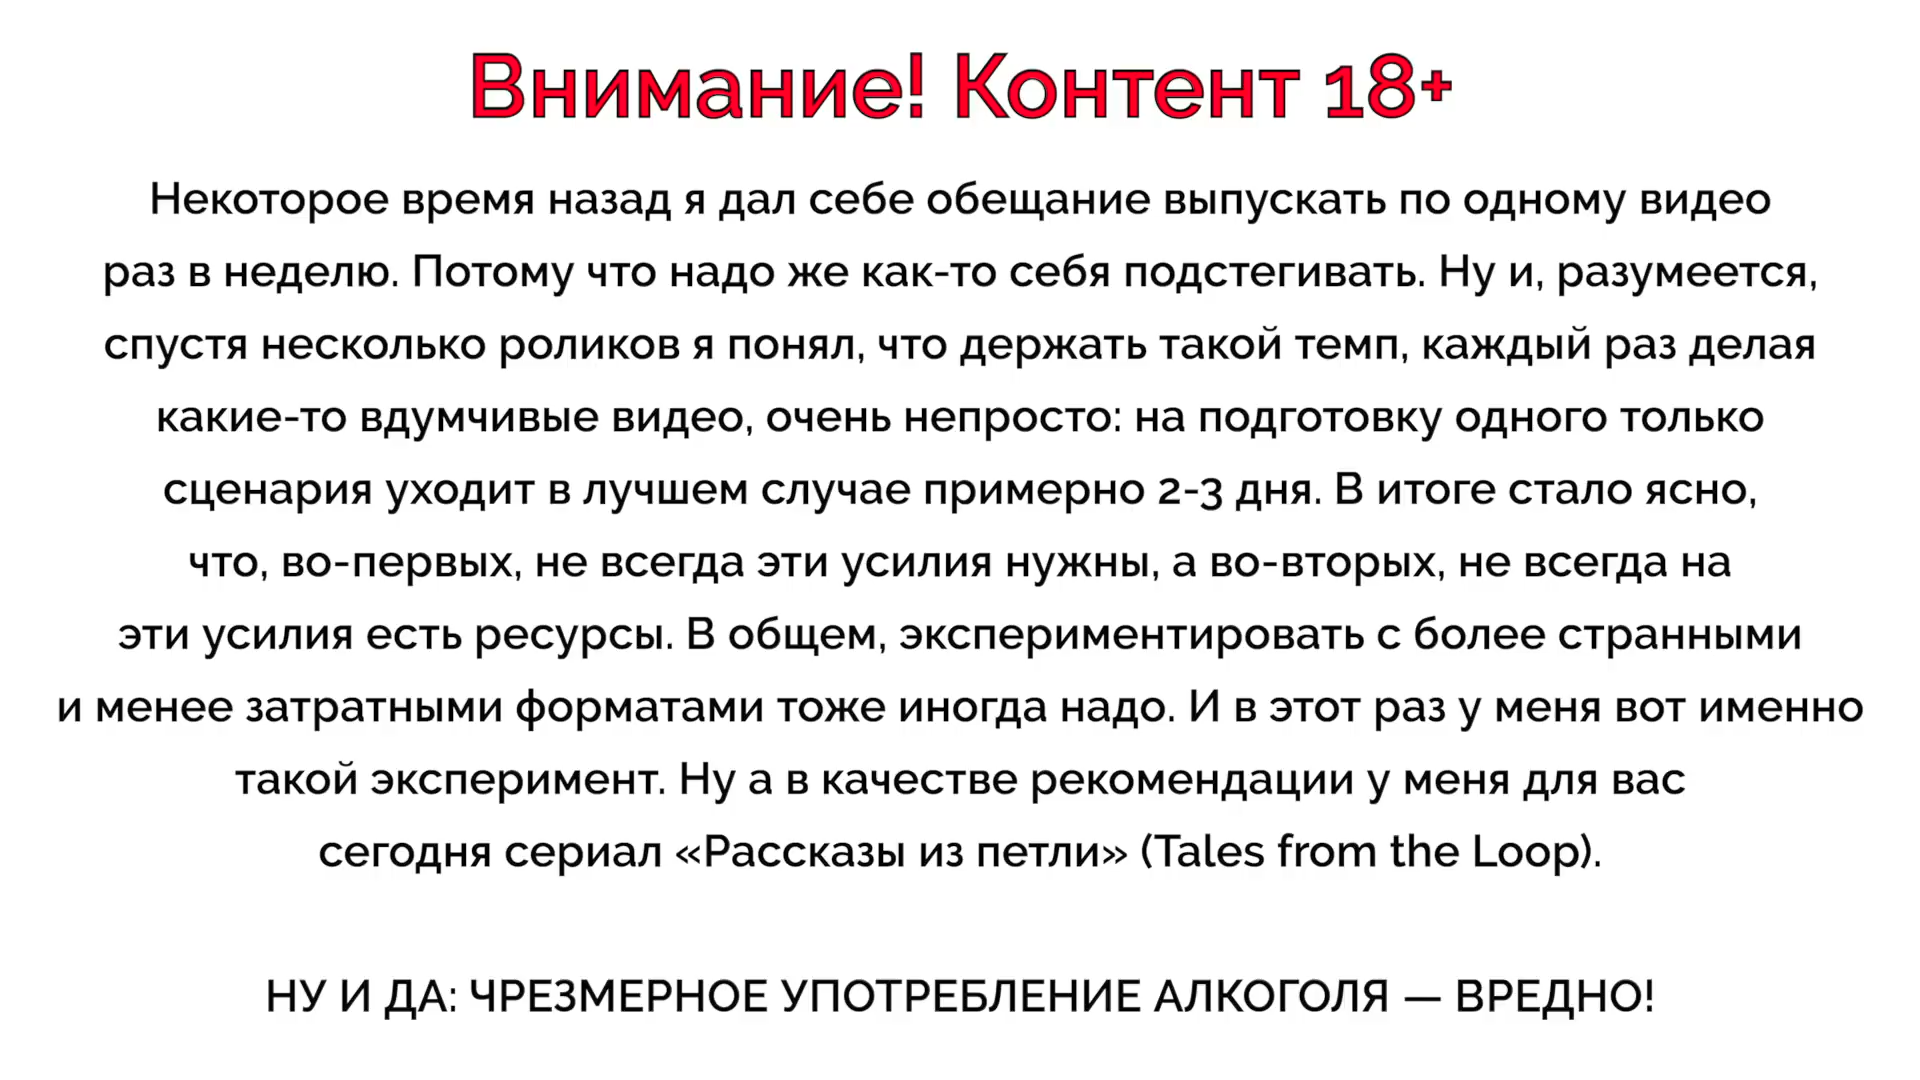 Внимание! Контент 18+
Некоторое время назад я дал себе обещание выпускать по одному видео
раз в неделю. Потому что надо же как-то себя подстегивать. Ну и, разумеется,
спустя несколько роликов я понял, что держать такой темп, каждый раз делая
какие-то вдумчивые видео, очень непросто: на подготовку одного только
сценария уходит в лучшем случае примерно 2-3 дня. В итоге стало ясно,
что, во-первых, не всегда эти усилия нужны, а во-вторых, не всегда на
эти усилия есть ресурсы. В общем, экспериментировать с более странными
и менее затратными форматами тоже иногда надо. И в этот раз у меня вот именно
такой эксперимент. Ну а в качестве рекомендации у меня для вас
сегодня сериал «Рассказы из петли» (Tales from the Loop).
НУ И ДА: ЧРЕЗМЕРНОЕ УПОТРЕБЛЕНИЕ АЛКОГОЛЯ — ВРЕДНО!